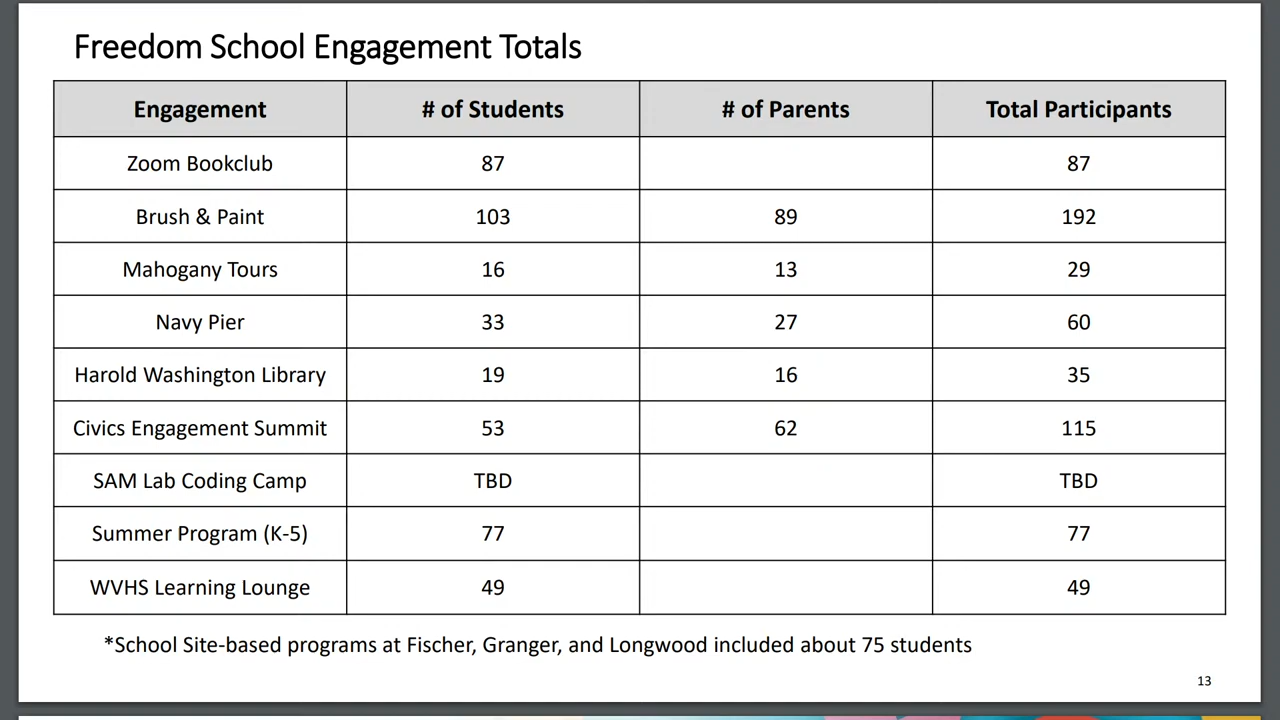 Freedom School Engagement Totals
Engagement # of Students # of Parents Total Participants
Zoom Bookclub 87 87
Brush & Paint 103 89 192
Mahogany Tours 16 13 29
Navy Pier 33 27 60
Harold Washington Library 19 16 35
Civics Engagement Summit 53 62 115
SAM Lab Coding Camp TBD TBD
Summer Program (K-5) 77 77
WVHS Learning Lounge 49 49
*School Site-based programs at Fischer, Granger, and Longwood included about 75 students
13